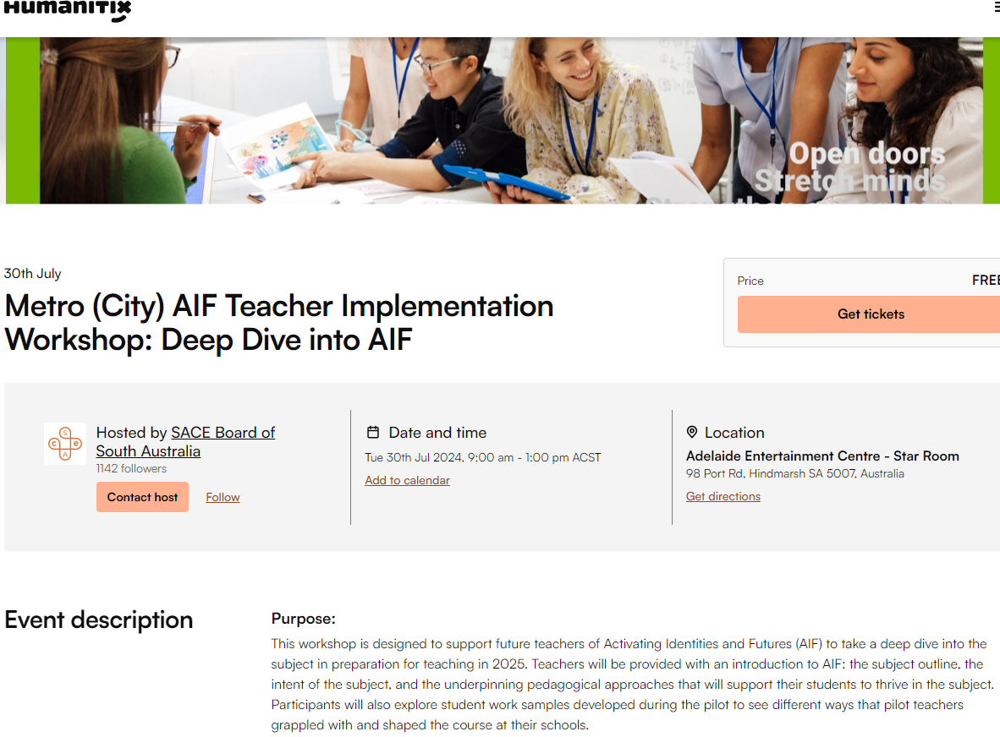 Humanitix
Open doors
Stretch minds
30th July
Metro (City) AIF Teacher Implementation
Workshop: Deep Dive into AIF
Price
FREE
Get tickets
S
C e
A
Hosted by SACE Board of
South Australia
1142 followers
Contact host
Follow
Date and time
Tue 30th Jul 2024, 9:00 am - 1:00 pm ACST
Add to calendar
Location
Adelaide Entertainment Centre - Star Room
98 Port Rd, Hindmarsh SA 5007, Australia
Get directions
Event description
Purpose:
This workshop is designed to support future teachers of Activating Identities and Futures (AIF) to take a deep dive into the
subject in preparation for teaching in 2025. Teachers will be provided with an introduction to AIF: the subject outline, the
intent of the subject, and the underpinning pedagogical approaches that will support their students to thrive in the subject.
Participants will also explore student work samples developed during the pilot to see different ways that pilot teachers
grappled with and shaped the course at their schools.